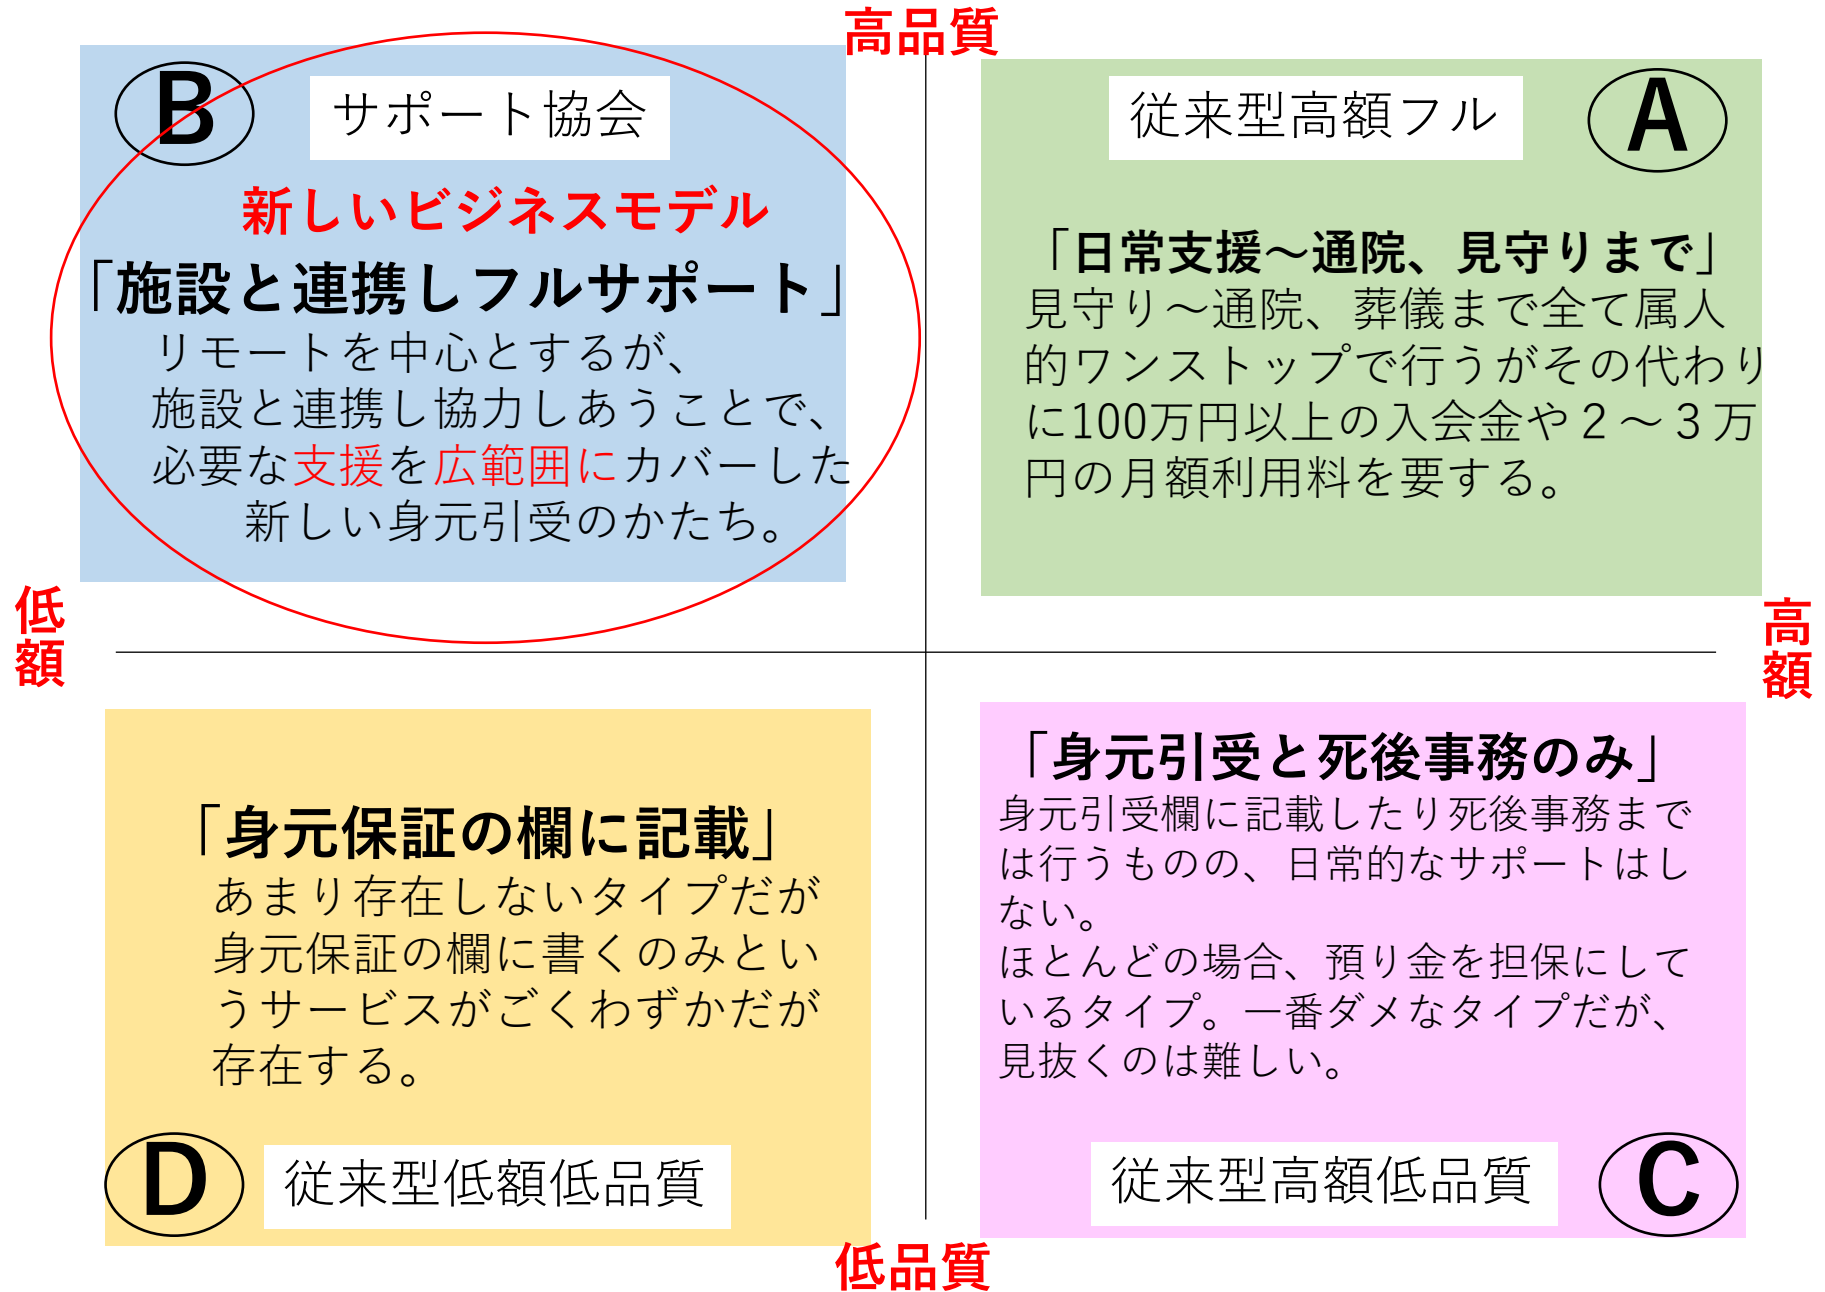 高品質
B
サポート協会
新しいビジネスモデル
「施設と連携しフルサポート」
リモートを中心とするが、
施設と連携し協力しあうことで、
必要な支援を広範囲にカバーした
新しい身元引受のかたち。
従来型高額フル
A
「日常支援～通院、見守りまで」
見守り～通院、葬儀まで全て属人
的ワンストップで行うがその代わり
に100万円以上の入会金や２～３万
円の月額利用料を要する。
低額
高額
「身元保証の欄に記載」
あまり存在しないタイプだが
身元保証の欄に書くのみとい
うサービスがごくわずかだが
存在する。
D
従来型低額低品質
「身元引受と死後事務のみ」
身元引受欄に記載したり死後事務まで
は行うものの、日常的なサポートはし
ない。
ほとんどの場合、預り金を担保にして
いるタイプ。一番ダメなタイプだが、
見抜くのは難しい。
従来型高額低品質
C
低品質